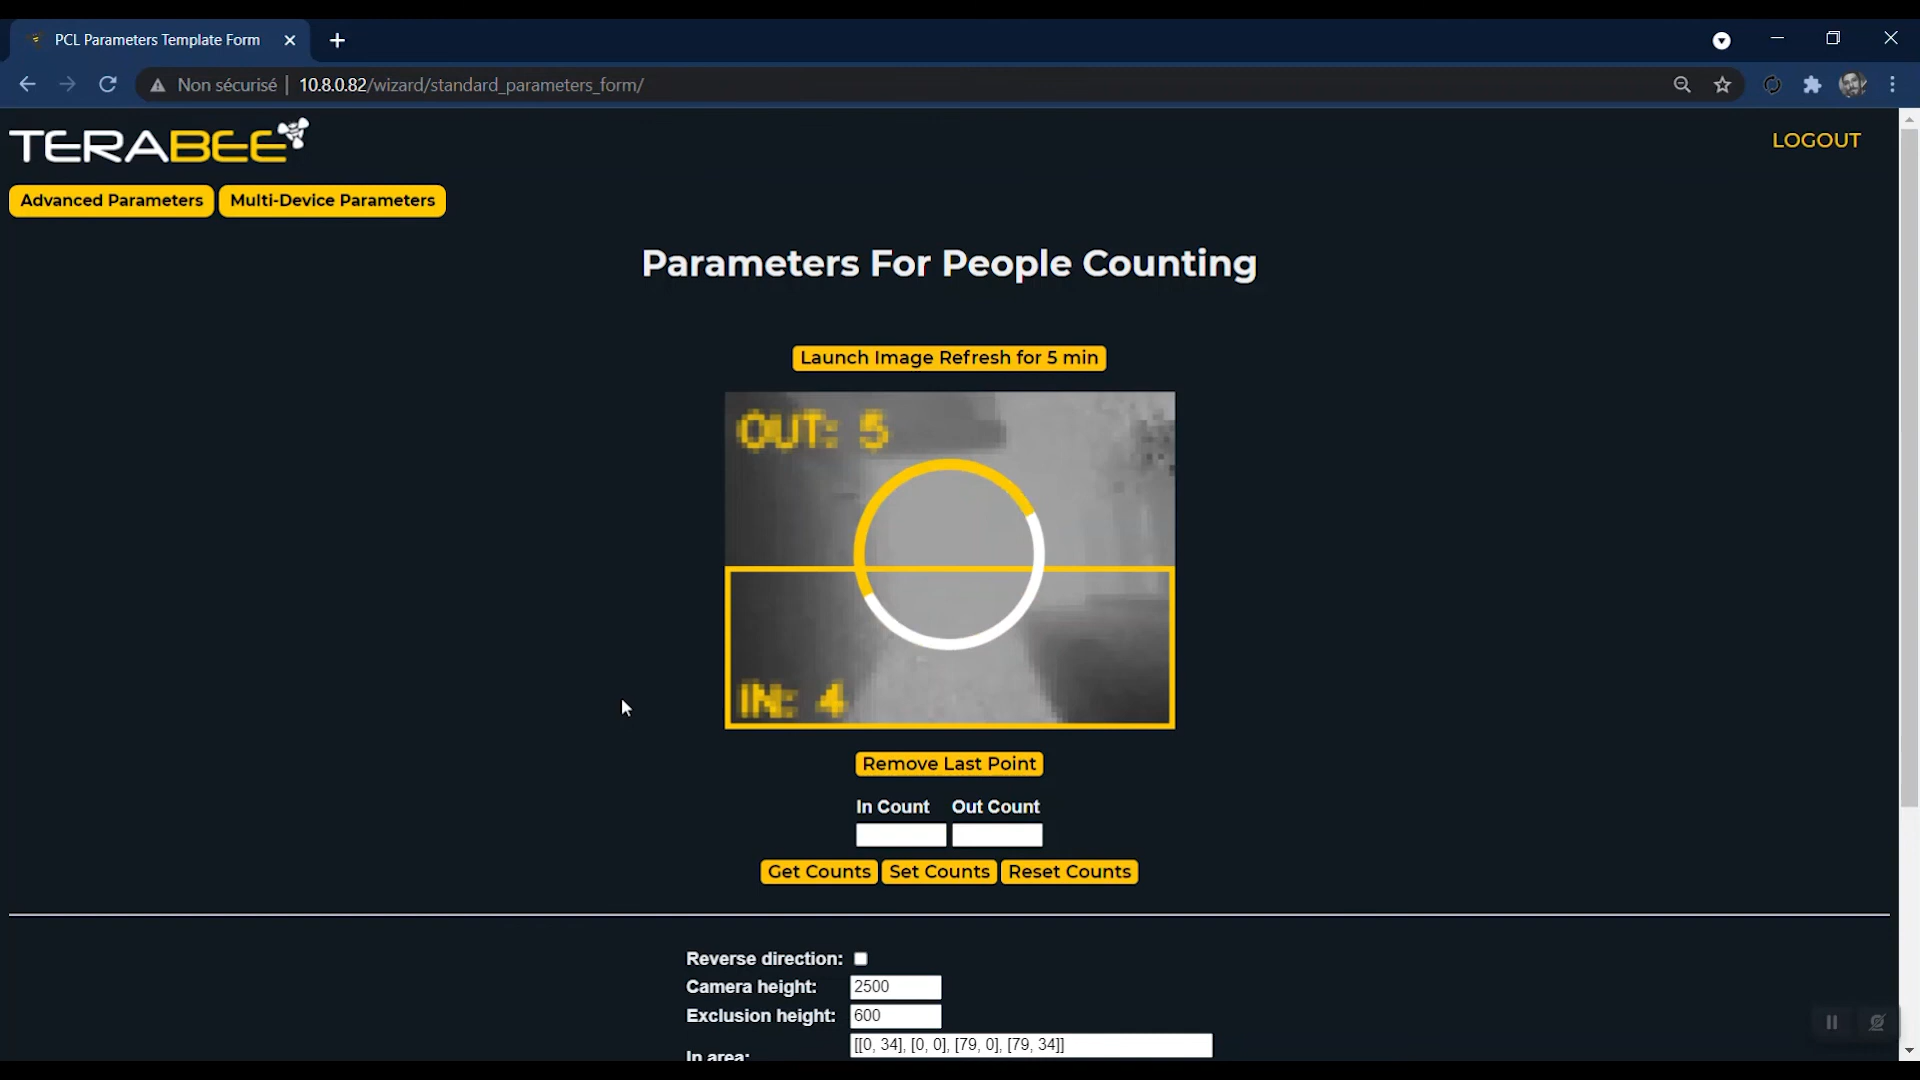 PCL Parameters Template Form
Non sécurisé
10.8.0.82/wizard/standard_parameters_form/
TERABEE
LOGOUT
Advanced Parameters
Multi-Device Parameters
Parameters For People Counting
Launch Image Refresh for 5 min
OUT: 5
IN: 4
Remove Last Point
In Count Out Count
Get Counts Set Counts Reset Counts
Reverse direction:
Camera height: 2500
Exclusion height: 600
In area: [[0, 34], [0, 0], [79, 0], [79, 34]]